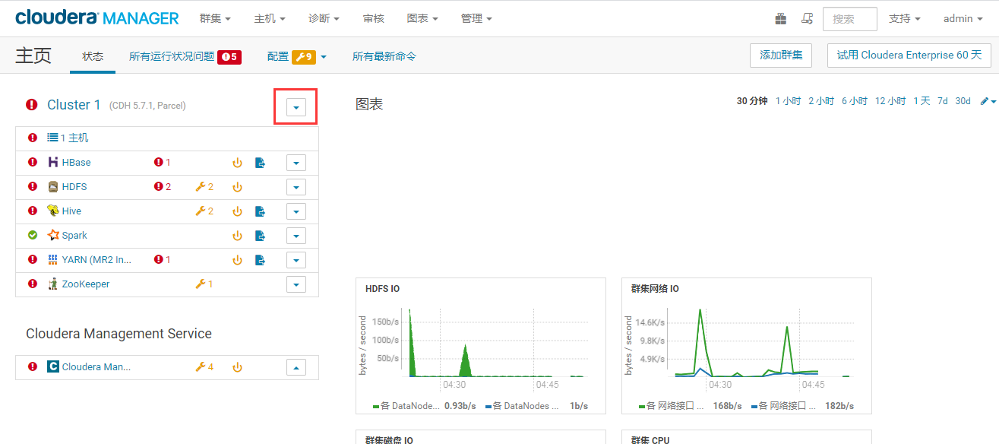 cloudera MANAGER 群集 主机 诊断 审核 图表 管理 搜索 支持 admin
主页 状态 所有运行状况问题 5 配置 9 所有最新命令 添加群集 试用 Cloudera Enterprise 60 天
Cluster 1 (CDH 5.7.1, Parcel)
图表 30 分钟 1 小时 2 小时 6 小时 12 小时 1 天 7d 30d
1 主机
HBase 1
HDFS 2 2
Hive 2
Spark
YARN (MR2 In... 1
ZooKeeper 1
Cloudera Management Service
Cloudera Man... 4
HDFS IO
bytes / second
150b/s
100b/s
50b/s
04:30 04:45
各 DataNode... 0.93b/s 各 DataNodes ... 1b/s
群集网络 IO
bytes / second
14.6K/s
9.8K/s
4.9K/s
04:30 04:45
各 网络接口 ... 168b/s 各 网络接口 ... 182b/s
群集磁盘 IO
群集 CPU